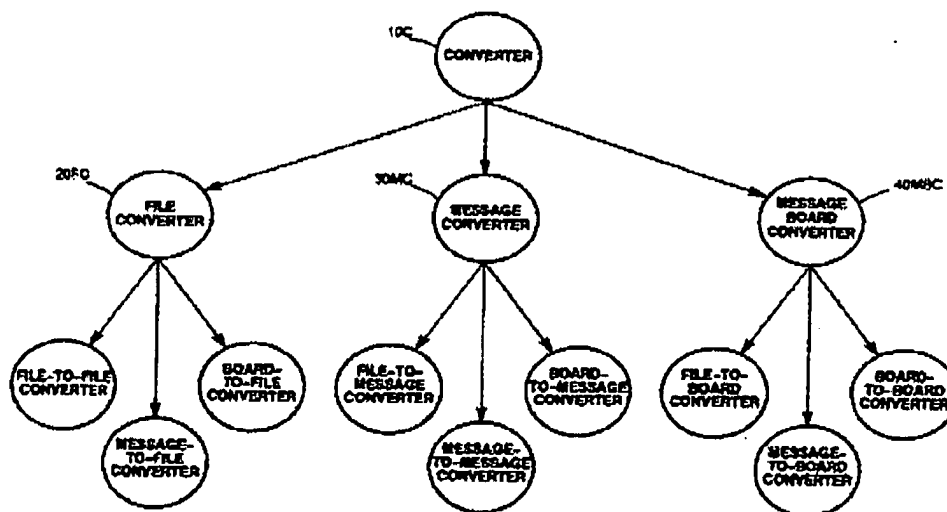 10C
CONVERTER
20FC
FILE
CONVERTER
30MC
MESSAGE
CONVERTER
40MBC
MESSAGE
BOARD
CONVERTER
FILE-TO-FILE
CONVERTER
MESSAGE-
TO-FILE
CONVERTER
BOARD-
TO-FILE
CONVERTER
FILE-TO-
MESSAGE
CONVERTER
MESSAGE-
TO-MESSAGE
CONVERTER
BOARD-
TO-MESSAGE
CONVERTER
FILE-TO-
BOARD
CONVERTER
MESSAGE-
TO-BOARD
CONVERTER
BOARD-
TO-BOARD
CONVERTER